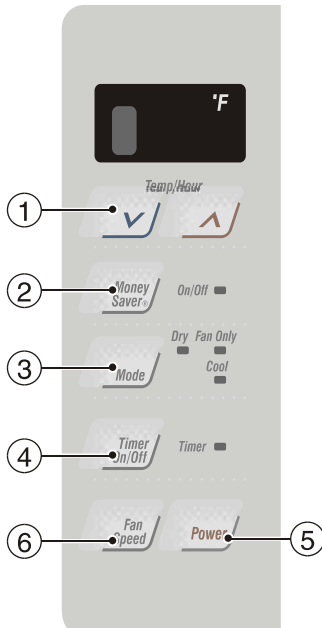 °F
Temp/Hour
1
2
Money
Saver®
On/Off
Dry Fan Only
3
Mode
Cool
4
Timer
On/Off
Timer
6
Fan
Speed
Power
5